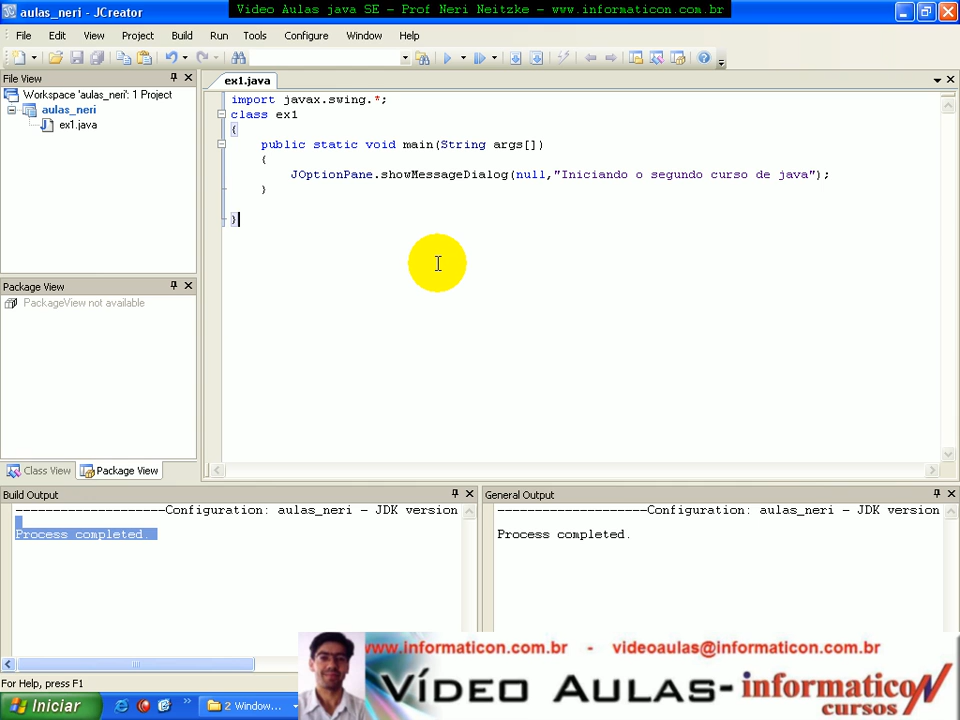 aulas_neri - JCreator
Video Aulas java SE - Prof Neri Neitzke - www.informaticon.com.br
File Edit View Project Build Run Tools Configure Window Help
File View
ex1.java
Workspace 'aulas_neri': 1 Project
aulas_neri
ex1.java
import javax.swing.*;
class ex1
{
public static void main(String args[])
{
JOptionPane.showMessageDialog(null,"Iniciando o segundo curso de java");
}
}
Package View
PackageView not available
Class View Package View
Build Output
--------------------Configuration: aulas_neri - JDK version
Process completed.
General Output
--------------------Configuration: aulas_neri - JDK version
Process completed.
www.informaticon.com.br - videoaulas@informaticon.com.br
VÍDEO AULAS- informaticon
cursos
For Help, press F1
Iniciar
2 Window...